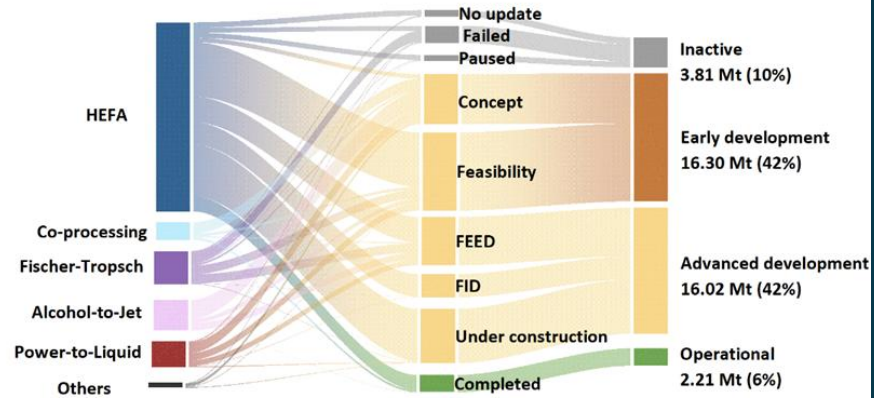 HEFA
Co-processing
Fischer-Tropsch
Alcohol-to-Jet
Power-to-Liquid
Others
No update
Failed
Paused
Concept
Feasibility
FEED
FID
Under construction
Completed
Inactive
3.81 Mt (10%)
Early development
16.30 Mt (42%)
Advanced development
16.02 Mt (42%)
Operational
2.21 Mt (6%)